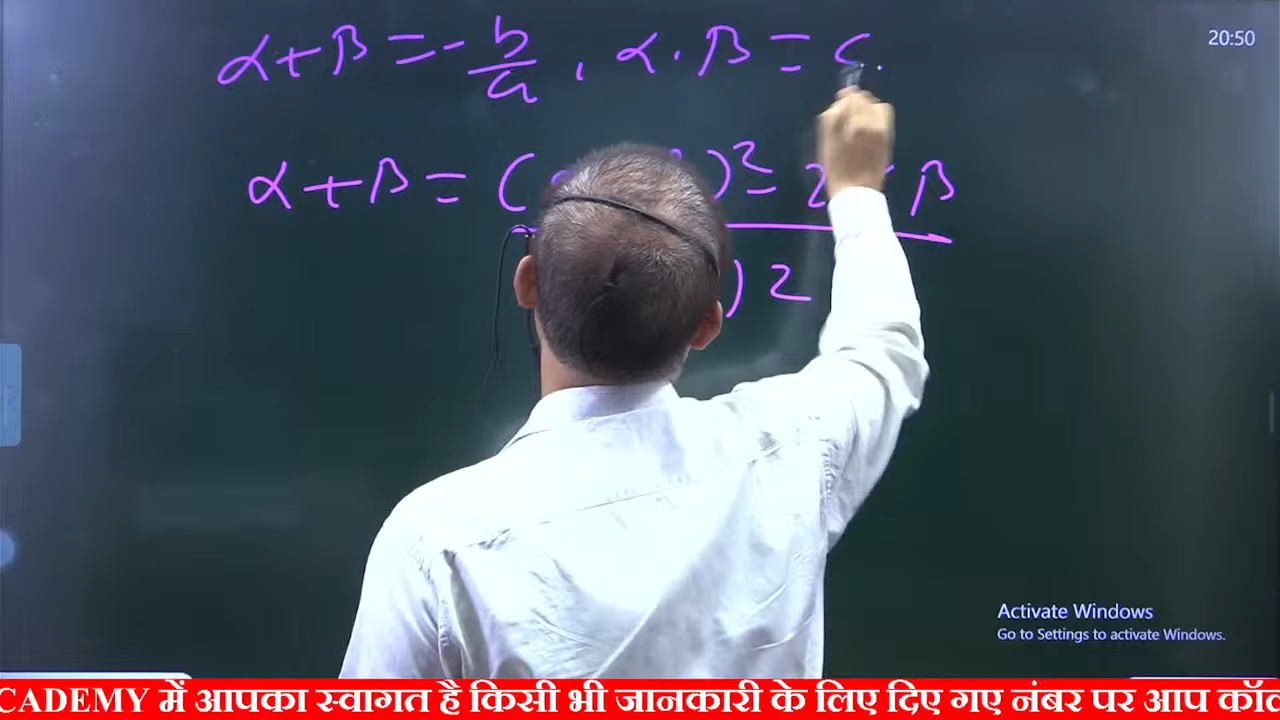 20:50
α+β = -b/a , α.β = c
α+β = ( )² - 2 β
) 2
Activate Windows
Go to Settings to activate Windows.
CADEMY में आपका स्वागत है किसी भी जानकारी के लिए दिए गए नंबर पर आप